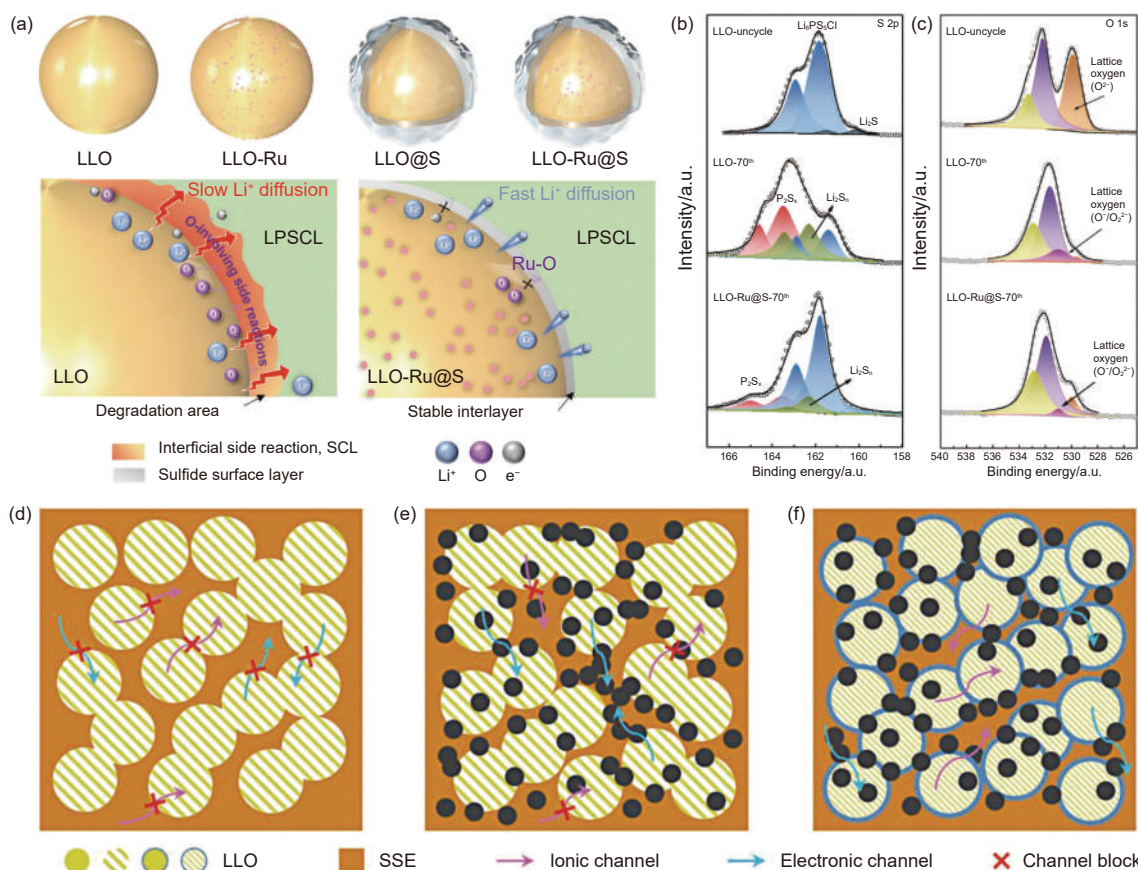 (a)
LLO
LLO-Ru
LLO@S
LLO-Ru@S
Slow Li⁺ diffusion
LPSCL
O-involving side reactions
LLO
Degradation area
Fast Li⁺ diffusion
LPSCL
Ru-O
LLO-Ru@S
Stable interlayer
Interficial side reaction, SCL
Sulfide surface layer
Li⁺
O
e⁻
(b)
S 2p
LLO-uncycle
Li₆PS₅Cl
Li₂S
LLO-70ᵗʰ
P₂Sₓ
Li₂Sₙ
LLO-Ru@S-70ᵗʰ
P₂Sₓ
Li₂Sₙ
Intensity/a.u.
166 164 162 160 158
Binding energy/a.u.
(c)
O 1s
LLO-uncycle
Lattice
oxygen
(O²⁻)
LLO-70ᵗʰ
Lattice
oxygen
(O⁻/O₂²⁻)
LLO-Ru@S-70ᵗʰ
Lattice
oxygen
(O⁻/O₂²⁻)
Intensity/a.u.
540 538 536 534 532 530 528 526
Binding energy/a.u.
(d)
(e)
(f)
LLO
SSE
Ionic channel
Electronic channel
Channel block